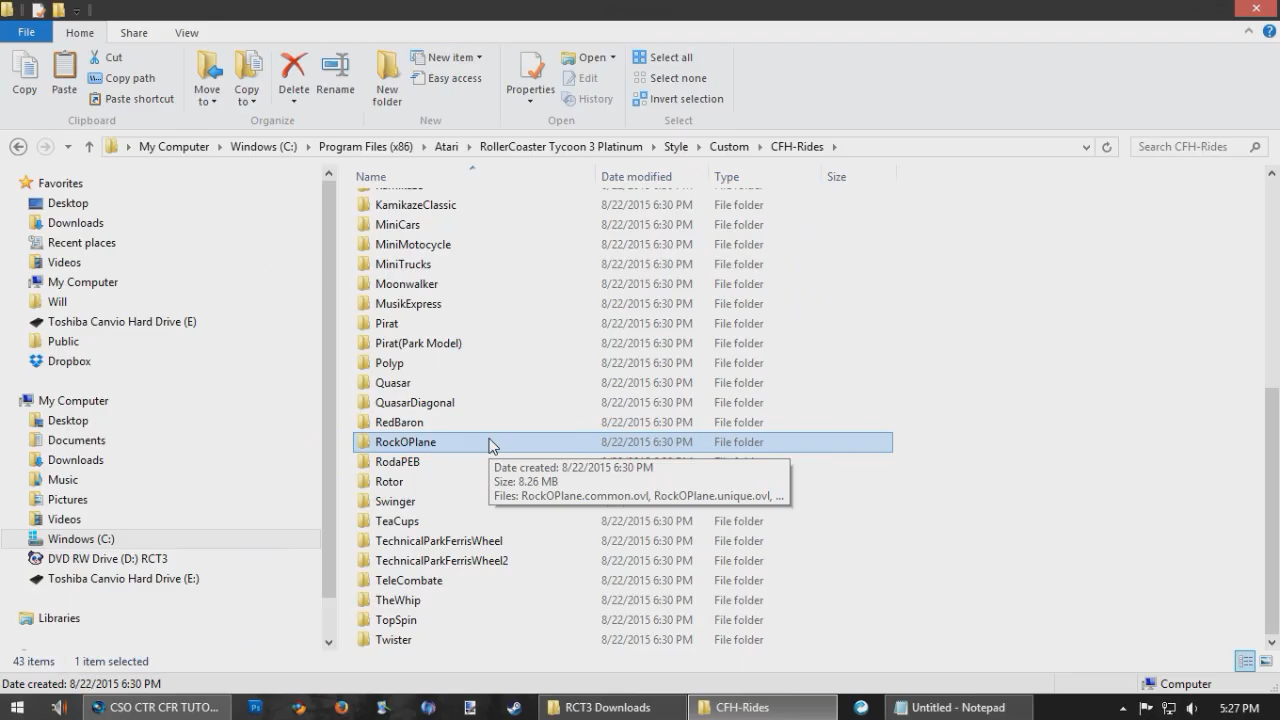 File Home Share View
Copy
Paste
Cut
Copy path
Paste shortcut
Clipboard
Move to
Copy to
Delete
Rename
Organize
New folder
New item
Easy access
New
Properties
Open
Edit
History
Open
Select all
Select none
Invert selection
Select
My Computer Windows (C:) Program Files (x86) Atari RollerCoaster Tycoon 3 Platinum Style Custom CFH-Rides
Search CFH-Rides
Favorites
Desktop
Downloads
Recent places
Videos
My Computer
Will
Toshiba Canvio Hard Drive (E)
Public
Dropbox
My Computer
Desktop
Documents
Downloads
Music
Pictures
Videos
Windows (C:)
DVD RW Drive (D:) RCT3
Toshiba Canvio Hard Drive (E:)
Libraries
Name Date modified Type Size
KamikazeClassic 8/22/2015 6:30 PM File folder
MiniCars 8/22/2015 6:30 PM File folder
MiniMotocycle 8/22/2015 6:30 PM File folder
MiniTrucks 8/22/2015 6:30 PM File folder
Moonwalker 8/22/2015 6:30 PM File folder
MusikExpress 8/22/2015 6:30 PM File folder
Pirat 8/22/2015 6:30 PM File folder
Pirat(Park Model) 8/22/2015 6:30 PM File folder
Polyp 8/22/2015 6:30 PM File folder
Quasar 8/22/2015 6:30 PM File folder
QuasarDiagonal 8/22/2015 6:30 PM File folder
RedBaron 8/22/2015 6:30 PM File folder
RockOPlane 8/22/2015 6:30 PM File folder
RodaPEB
Rotor
Swinger
Date created: 8/22/2015 6:30 PM
Size: 8.26 MB
Files: RockOPlane.common.ovl, RockOPlane.unique.ovl, ...
TeaCups 8/22/2015 6:30 PM File folder
TechnicalParkFerrisWheel 8/22/2015 6:30 PM File folder
TechnicalParkFerrisWheel2 8/22/2015 6:30 PM File folder
TeleCombate 8/22/2015 6:30 PM File folder
TheWhip 8/22/2015 6:30 PM File folder
TopSpin 8/22/2015 6:30 PM File folder
Twister 8/22/2015 6:30 PM File folder
43 items 1 item selected
Date created: 8/22/2015 6:30 PM
Computer
CSO CTR CFR TUTO...
RCT3 Downloads
CFH-Rides
Untitled - Notepad
5:27 PM